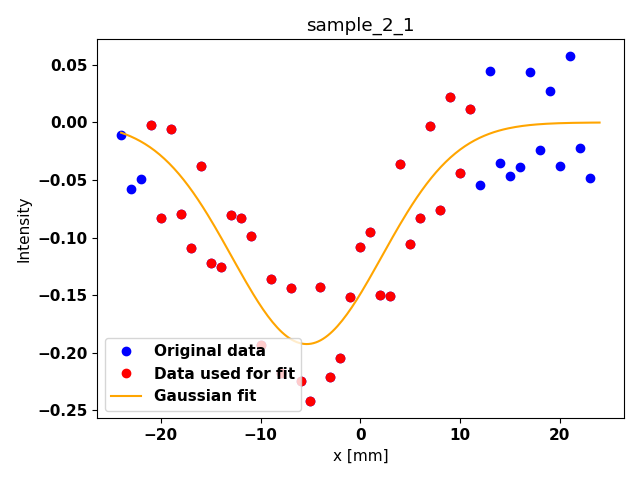 sample_2_1
0.05
0.00
−0.05
−0.10
−0.15
−0.20
−0.25
Intensity
Original data
Data used for fit
Gaussian fit
−20
−10
0
10
20
x [mm]